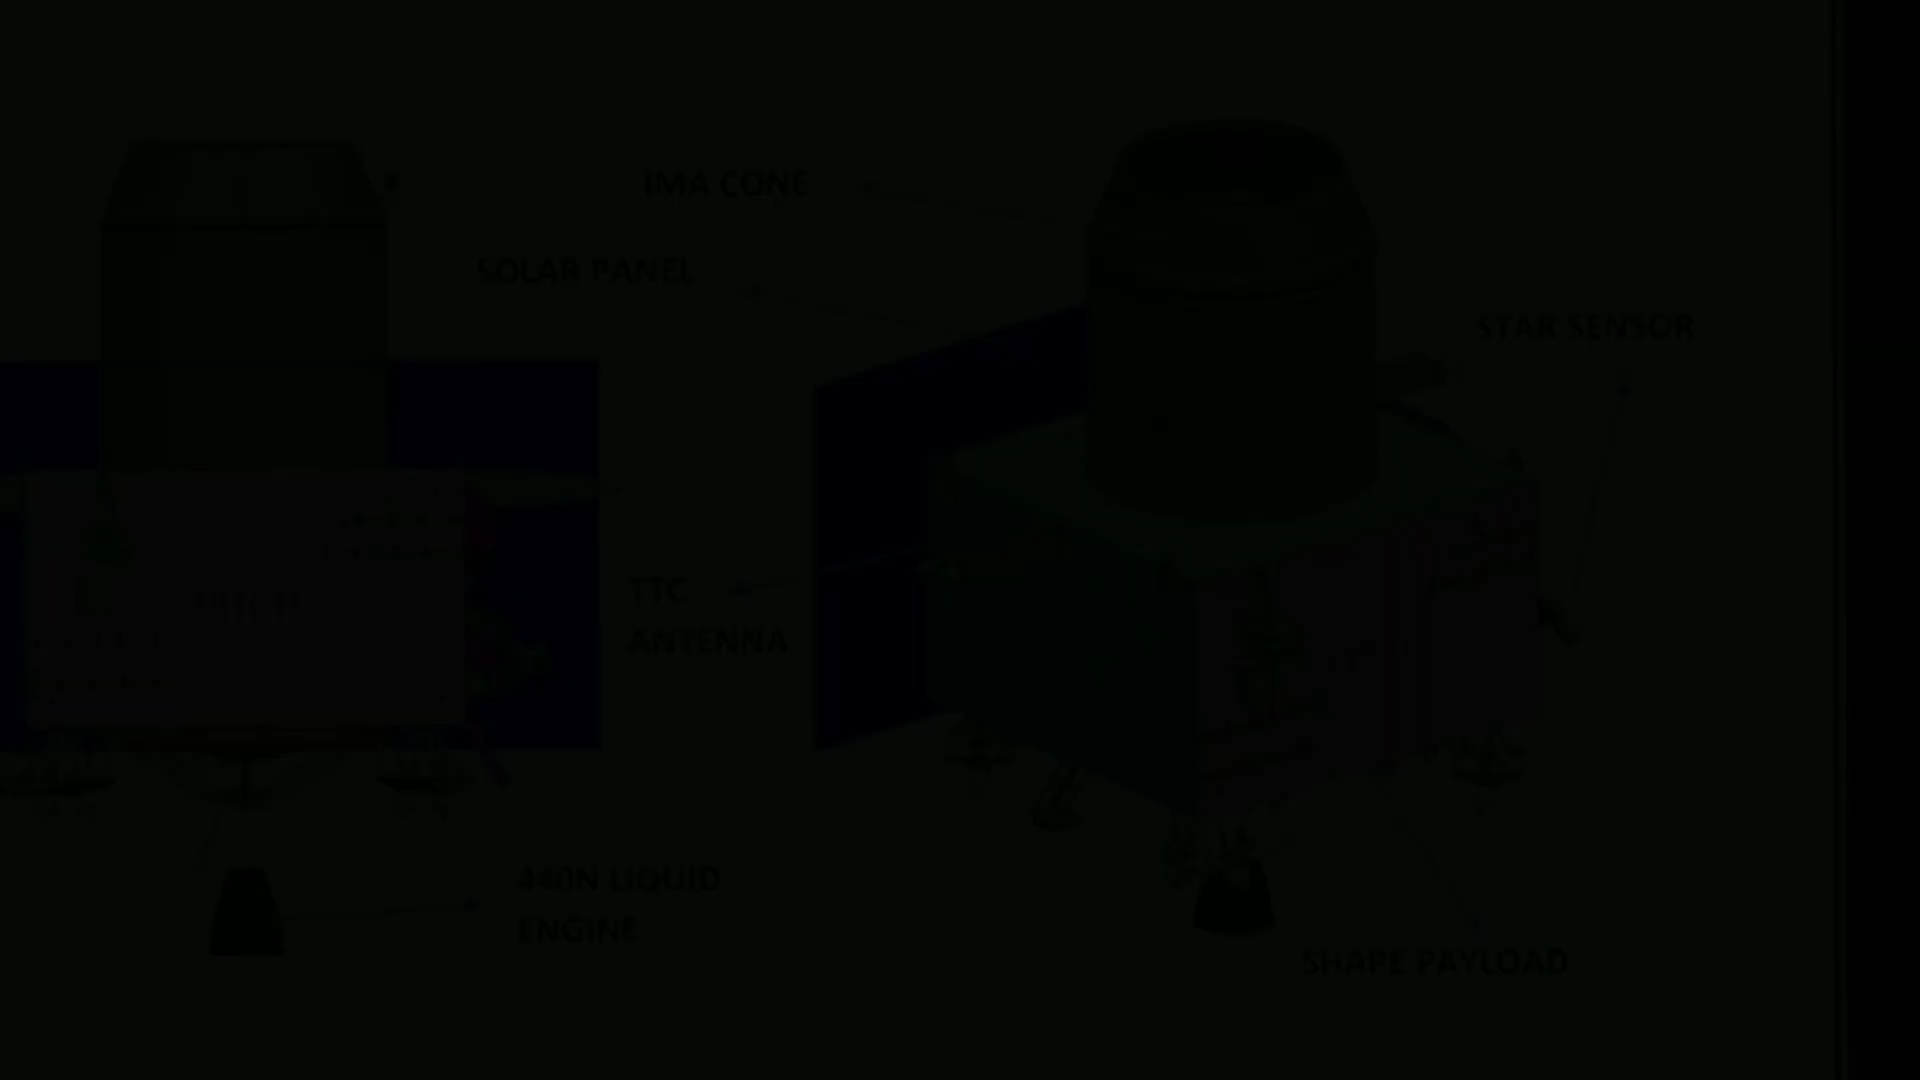 IMA CONE
SOLAR PANEL
STAR SENSOR
TTC
ANTENNA
440N LIQUID
ENGINE
SHAPE PAYLOAD